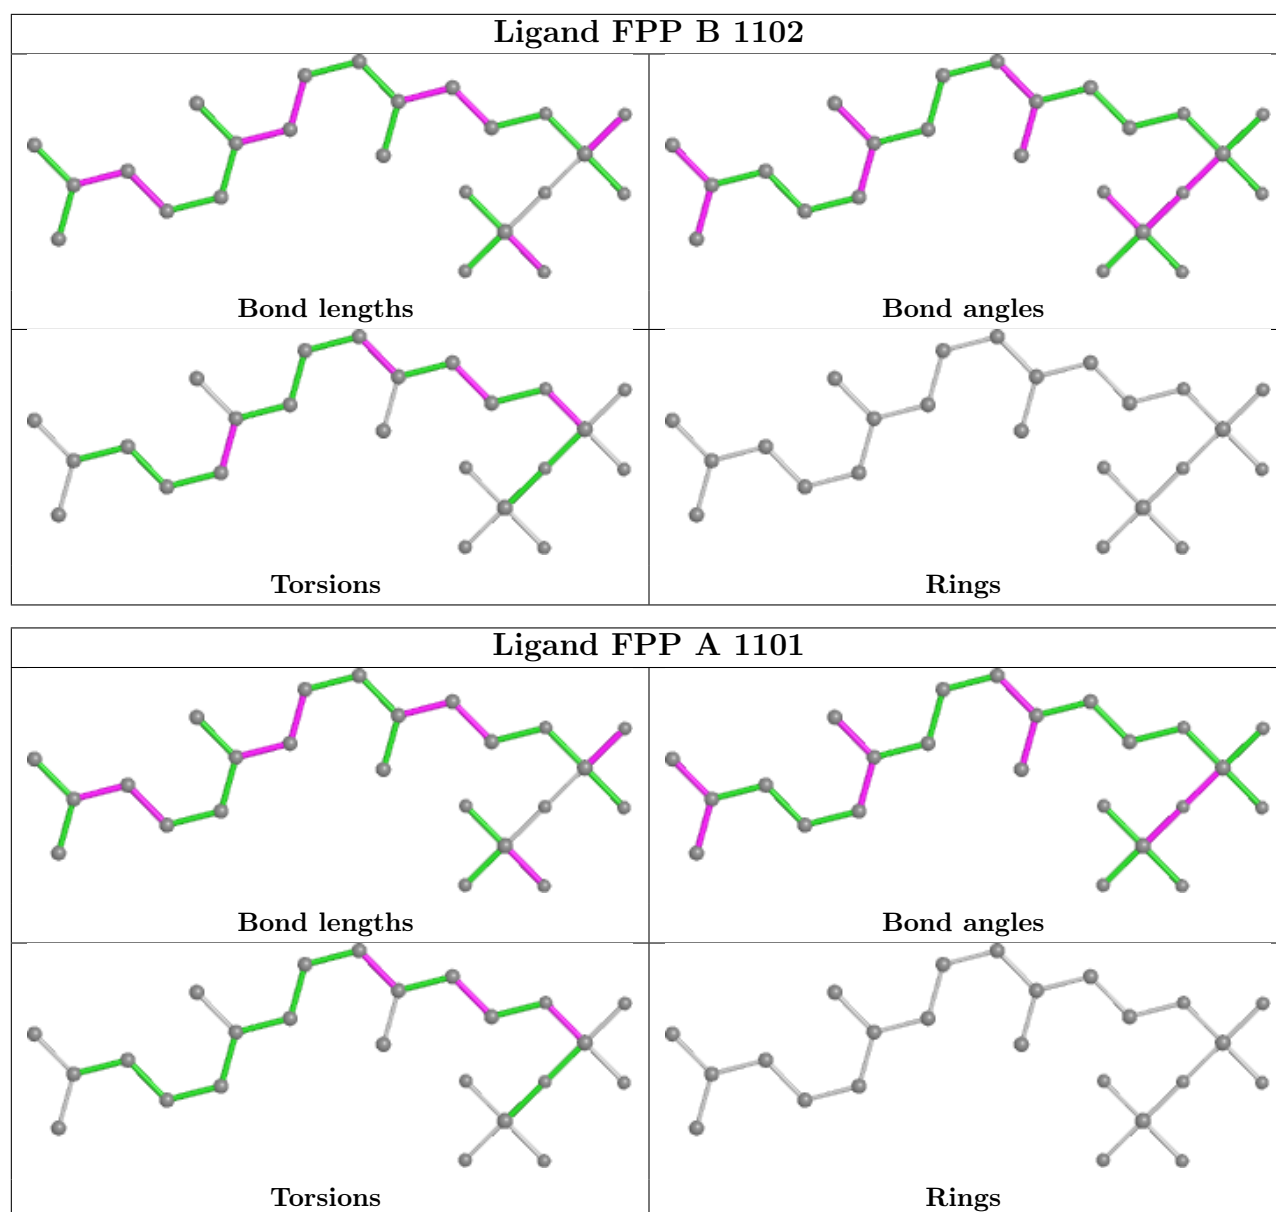 Ligand FPP B 1102
Bond lengths
Bond angles
Torsions
Rings
Ligand FPP A 1101
Bond lengths
Bond angles
Torsions
Rings